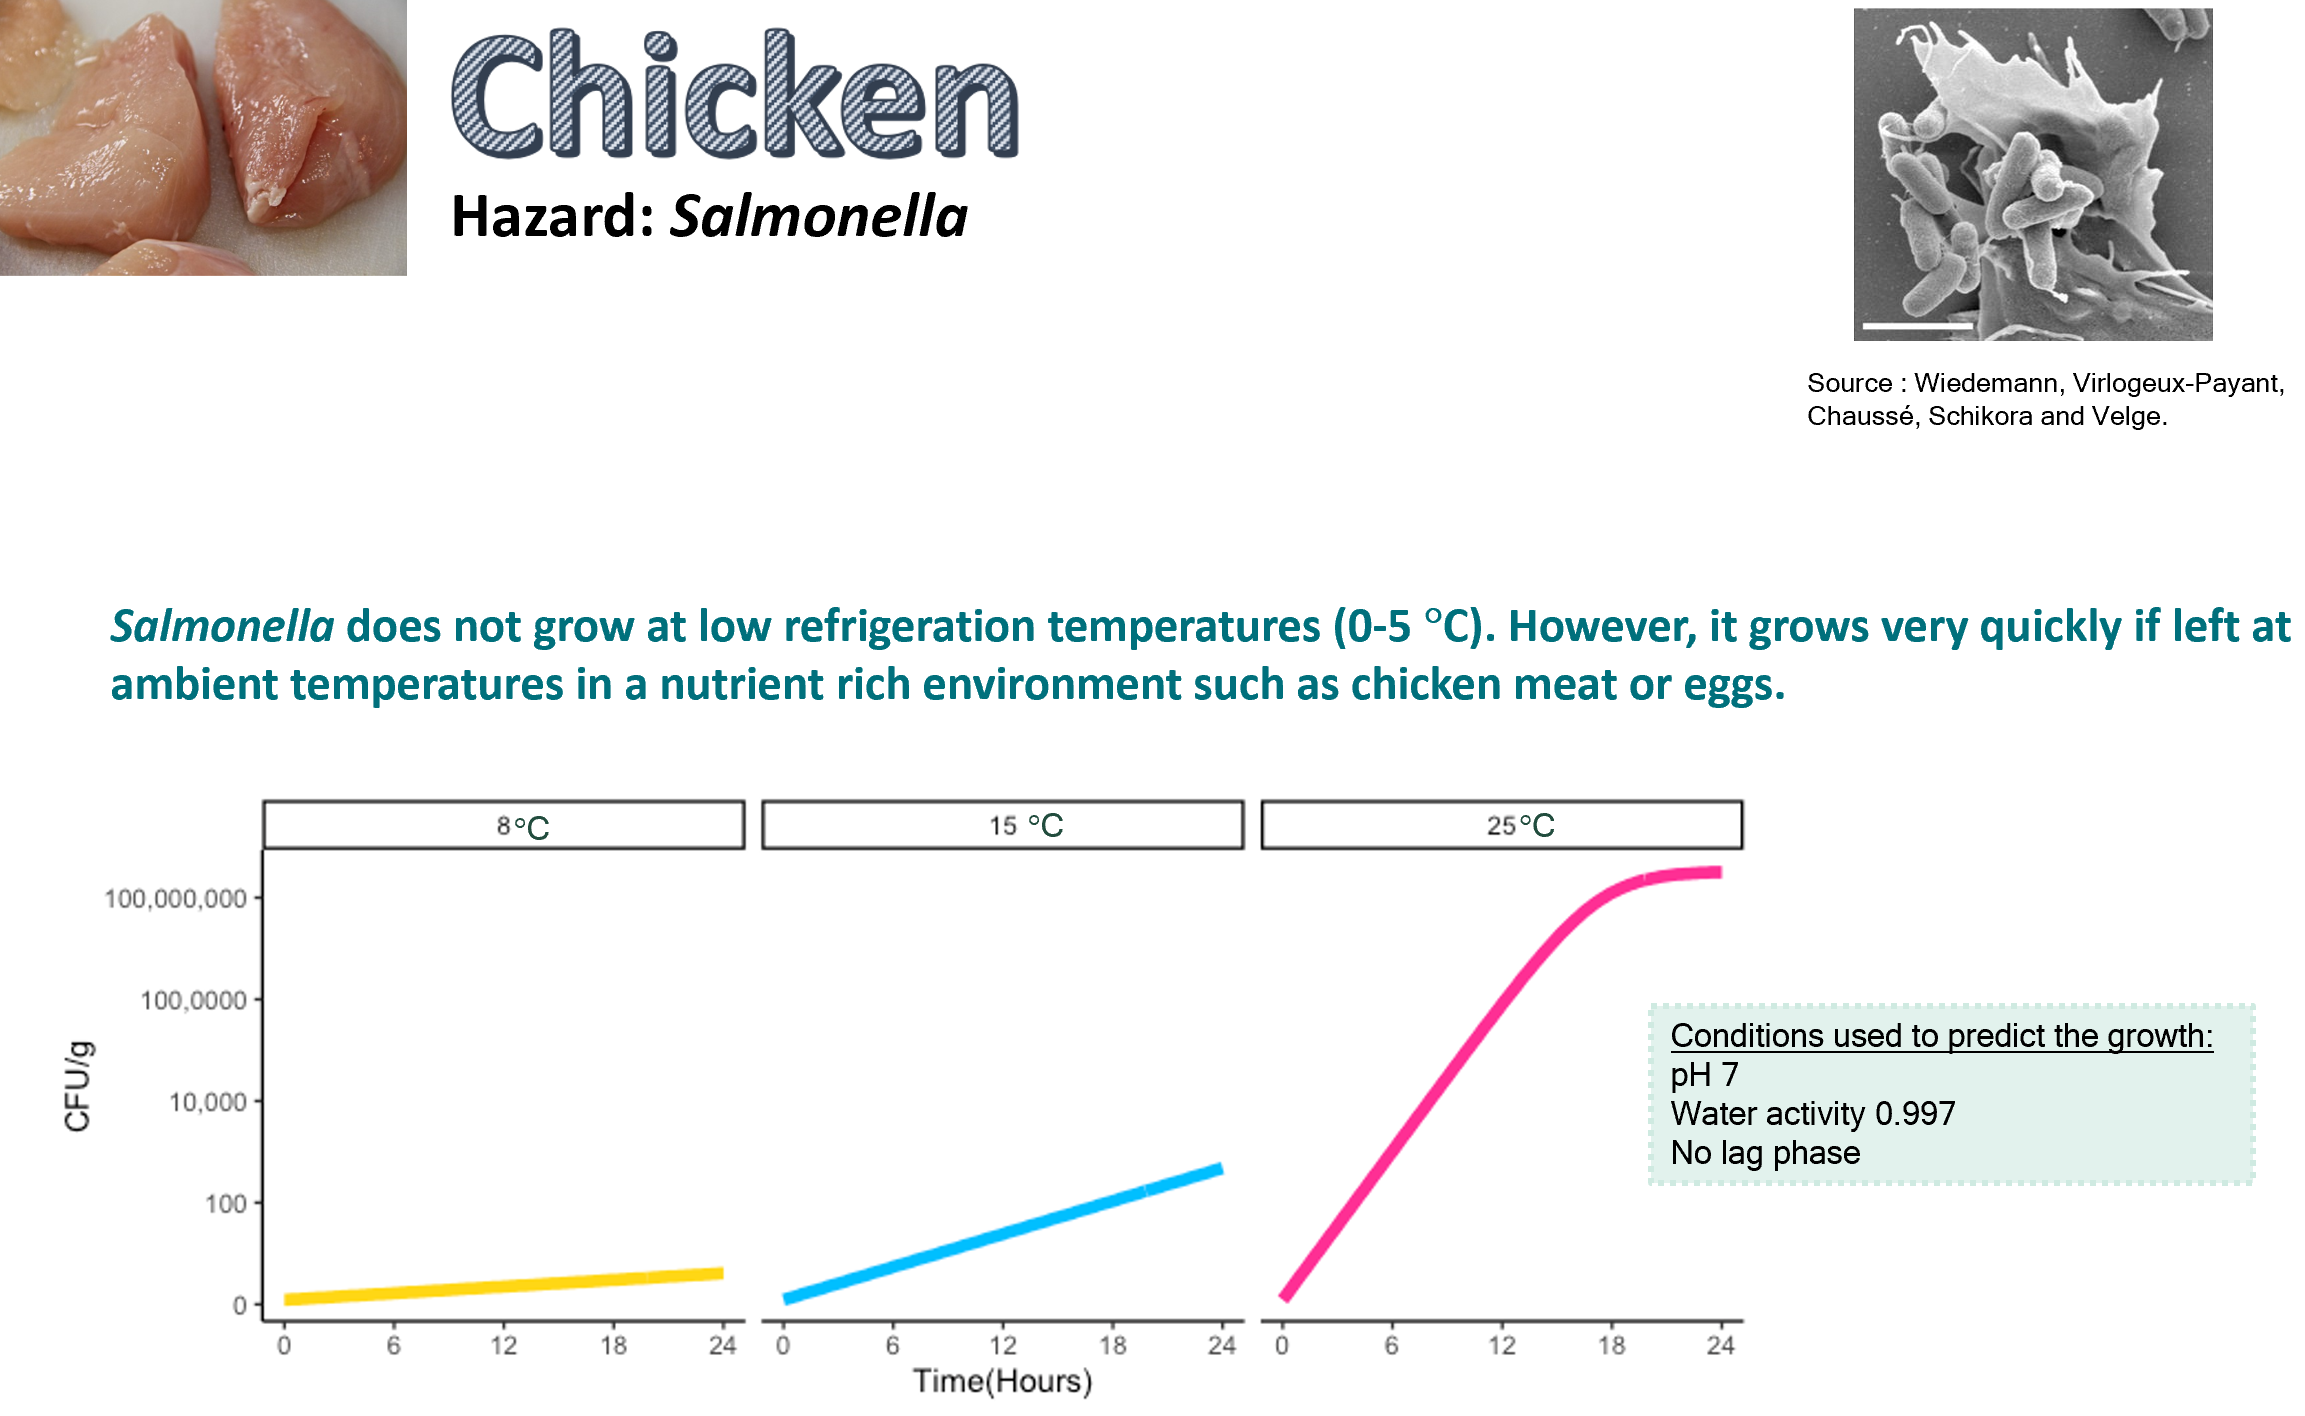 Chicken
Hazard: Salmonella
Source : Wiedemann, Virlogeux-Payant,
Chaussé, Schikora and Velge.
Salmonella does not grow at low refrigeration temperatures (0-5 °C). However, it grows very quickly if left at
ambient temperatures in a nutrient rich environment such as chicken meat or eggs.
8°C
15 °C
25°C
100,000,000
100,0000
10,000
100
0
CFU/g
Conditions used to predict the growth:
pH 7
Water activity 0.997
No lag phase
0 6 12 18 24
0 6 12 18 24
0 6 12 18 24
Time(Hours)